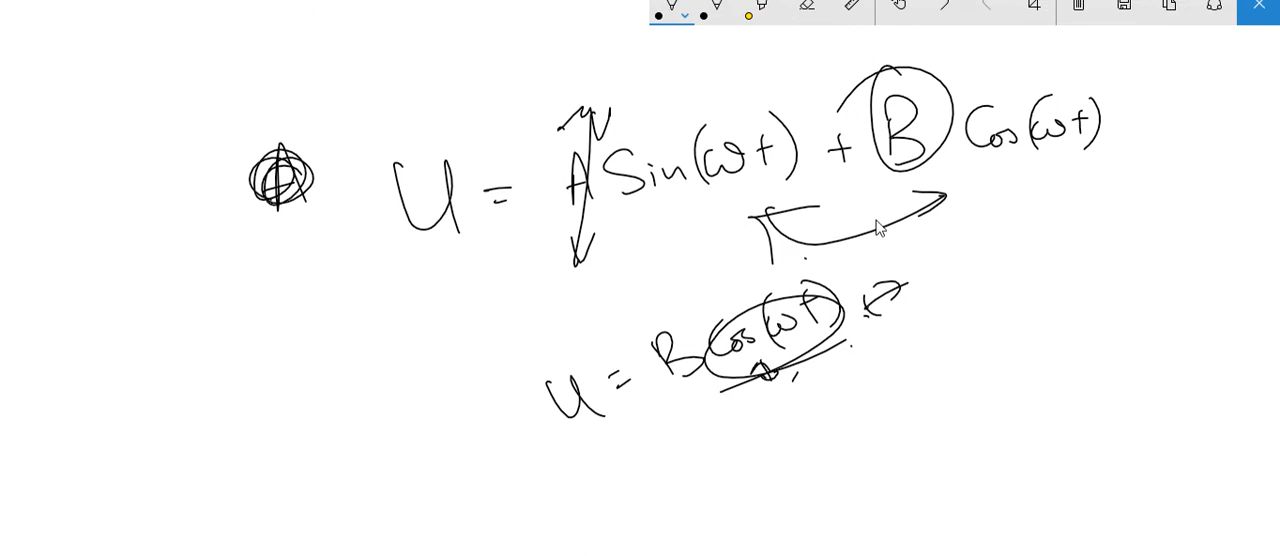 A U = A Sin(ωt) + B Cos(ωt)
U = B Cos(ωt)